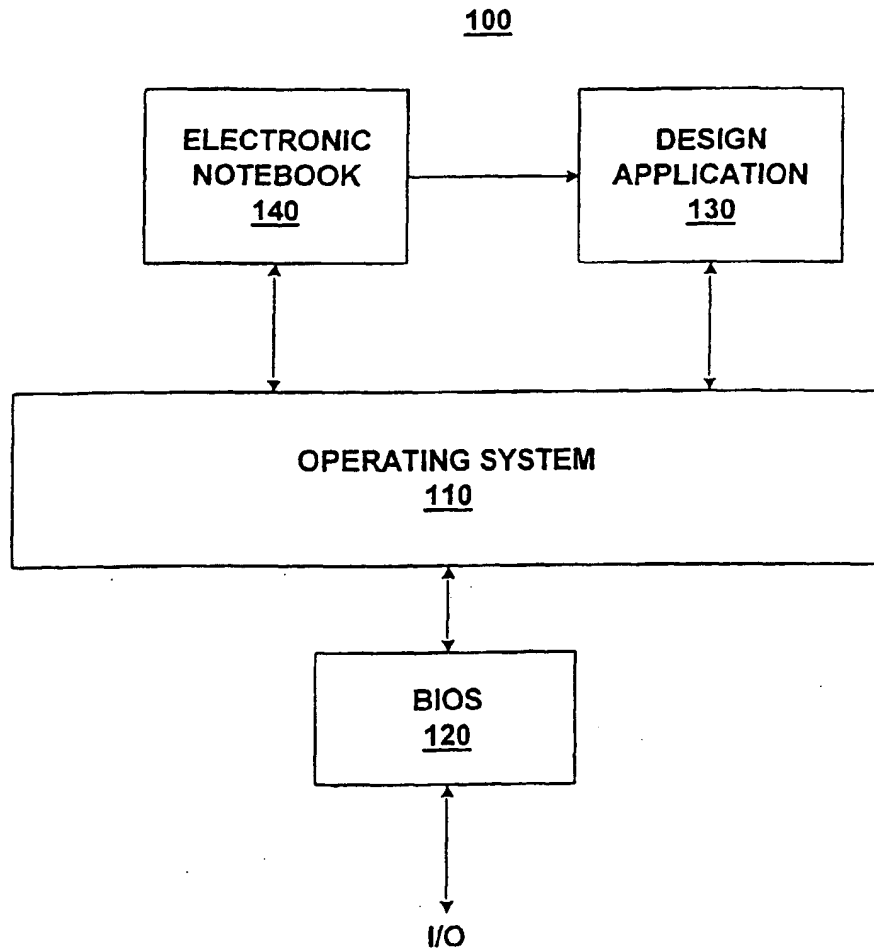 100
ELECTRONIC
NOTEBOOK
140
DESIGN
APPLICATION
130
OPERATING SYSTEM
110
BIOS
120
I/O